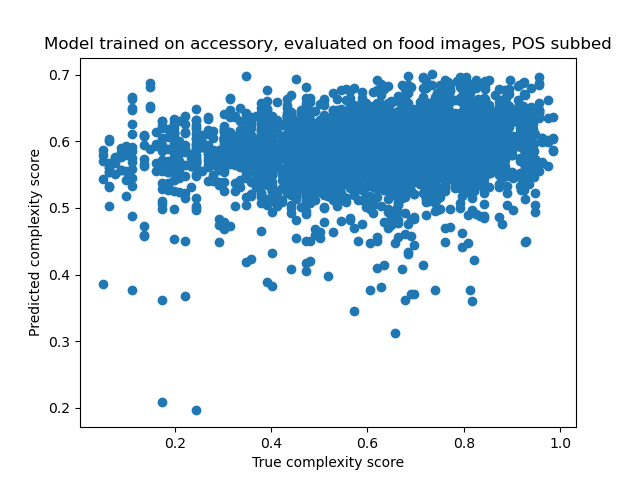 Model trained on accessory, evaluated on food images, POS subbed
0.7
0.6
0.5
0.4
0.3
0.2
Predicted complexity score
0.2 0.4 0.6 0.8 1.0
True complexity score